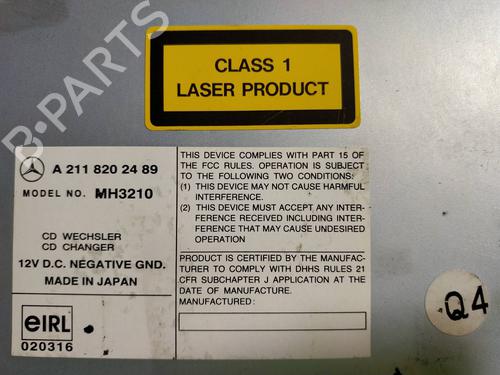 CLASS 1
LASER PRODUCT
B-PARTS
A 211 820 24 89
MODEL NO. MH3210
CD WECHSLER
CD CHANGER
12V D.C. NEGATIVE GND.
MADE IN JAPAN
eIRL
020316
THIS DEVICE COMPLIES WITH PART 15 OF
THE FCC RULES. OPERATION IS SUBJECT
TO THE FOLLOWING TWO CONDITIONS:
(1) THIS DEVICE MAY NOT CAUSE HARMFUL
INTERFERENCE.
(2) THIS DEVICE MUST ACCEPT ANY INTER-
FERENCE RECEIVED INCLUDING INTER-
FERENCE THAT MAY CAUSE UNDESIRED
OPERATION
PRODUCT IS CERTIFIED BY THE MANUFAC-
TURER TO COMPLY WITH DHHS RULES 21
CFR SUBCHAPTER J APPLICATION AT THE
DATE OF MANUFACTURE.
MANUFACTURED:
Q4